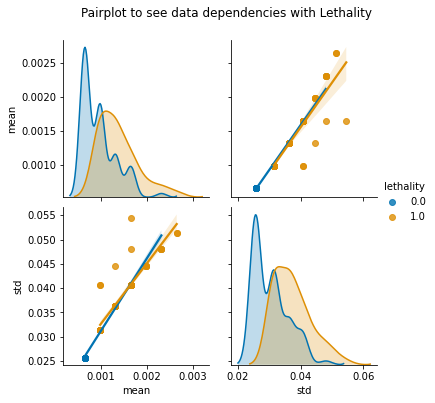 Pairplot to see data dependencies with Lethality
0.0025
0.0020
0.0015
0.0010
mean
lethality
0.0
1.0
0.055
0.050
0.045
0.040
0.035
0.030
0.025
std
0.001 0.002 0.003
mean
0.02 0.04 0.06
std